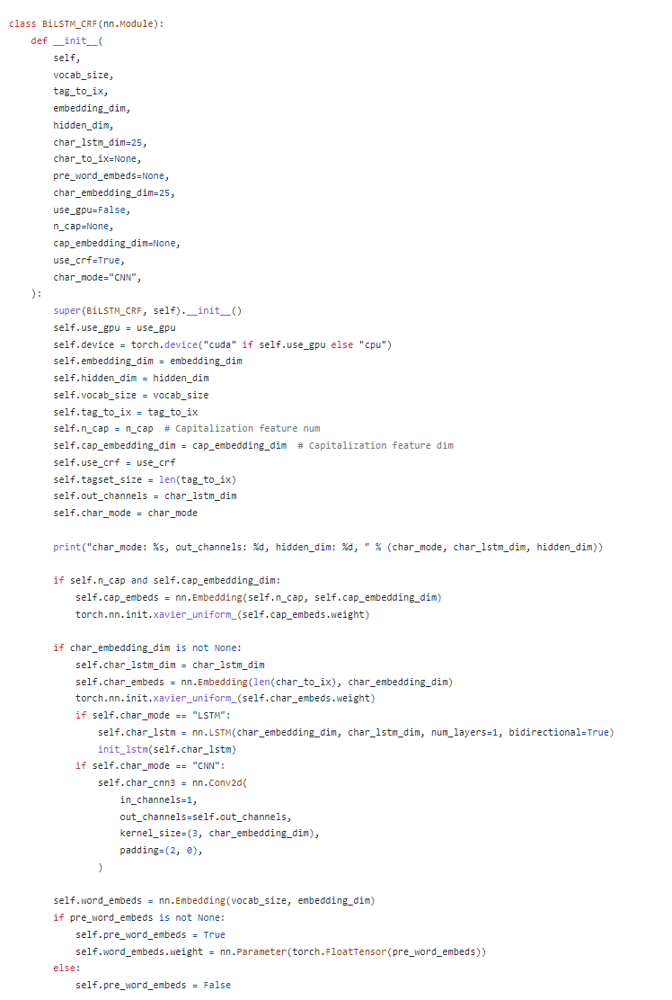 class BiLSTM_CRF(nn.Module):
    def __init__(
        self,
        vocab_size,
        tag_to_ix,
        embedding_dim,
        hidden_dim,
        char_lstm_dim=25,
        char_to_ix=None,
        pre_word_embeds=None,
        char_embedding_dim=25,
        use_gpu=False,
        n_cap=None,
        cap_embedding_dim=None,
        use_crf=True,
        char_mode="CNN",
    ):
        super(BiLSTM_CRF, self).__init__()
        self.use_gpu = use_gpu
        self.device = torch.device("cuda" if self.use_gpu else "cpu")
        self.embedding_dim = embedding_dim
        self.hidden_dim = hidden_dim
        self.vocab_size = vocab_size
        self.tag_to_ix = tag_to_ix
        self.n_cap = n_cap  # Capitalization feature num
        self.cap_embedding_dim = cap_embedding_dim  # Capitalization feature dim
        self.use_crf = use_crf
        self.tagset_size = len(tag_to_ix)
        self.out_channels = char_lstm_dim
        self.char_mode = char_mode

        print("char_mode: %s, out_channels: %d, hidden_dim: %d, " % (char_mode, char_lstm_dim, hidden_dim))

        if self.n_cap and self.cap_embedding_dim:
            self.cap_embeds = nn.Embedding(self.n_cap, self.cap_embedding_dim)
            torch.nn.init.xavier_uniform_(self.cap_embeds.weight)

        if char_embedding_dim is not None:
            self.char_lstm_dim = char_lstm_dim
            self.char_embeds = nn.Embedding(len(char_to_ix), char_embedding_dim)
            torch.nn.init.xavier_uniform_(self.char_embeds.weight)
            if self.char_mode == "LSTM":
                self.char_lstm = nn.LSTM(char_embedding_dim, char_lstm_dim, num_layers=1, bidirectional=True)
                init_lstm(self.char_lstm)
            if self.char_mode == "CNN":
                self.char_cnn3 = nn.Conv2d(
                    in_channels=1,
                    out_channels=self.out_channels,
                    kernel_size=(3, char_embedding_dim),
                    padding=(2, 0),
                )

        self.word_embeds = nn.Embedding(vocab_size, embedding_dim)
        if pre_word_embeds is not None:
            self.pre_word_embeds = True
            self.word_embeds.weight = nn.Parameter(torch.FloatTensor(pre_word_embeds))
        else:
            self.pre_word_embeds = False